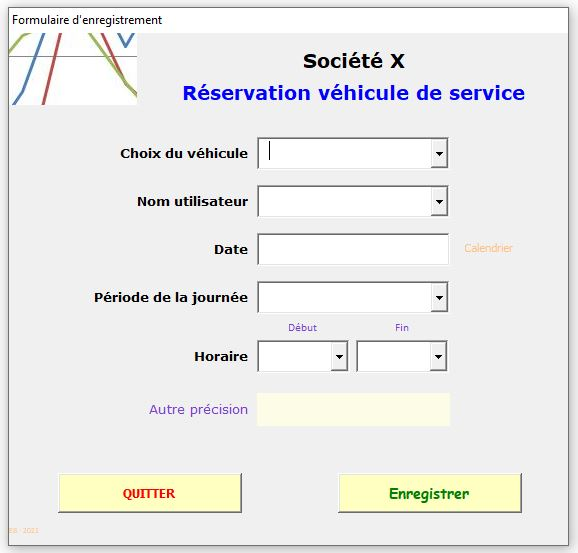 Formulaire d'enregistrement
Société X
Réservation véhicule de service
Choix du véhicule
Nom utilisateur
Date
Calendrier
Période de la journée
Début Fin
Horaire
Autre précision
QUITTER Enregistrer
EB - 2021